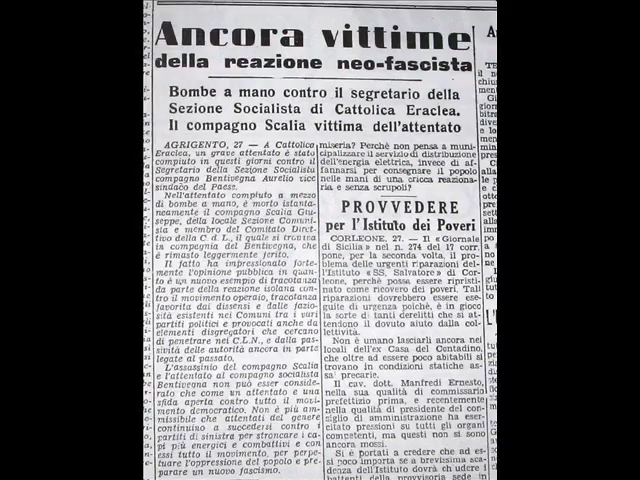 Ancora vittime
della reazione neo-fascista
Bombe a mano contro il segretario della
Sezione Socialista di Cattolica Eraclea.
Il compagno Scalia vittima dell'attentato
AGRIGENTO, 27 — A Cattolica
Eraclea, un grave attentato è stato
compiuto in questi giorni contro il
Segretario della Sezione Socialista
compagno Bentivegna Aurelio vice
sindaco del Paese.
Nell'attentato compiuto a mezzo
di bombe a mano, è morto istanta-
neamente il compagno Scalia Giu-
seppe, della locale Sezione Comuni-
sta e membro del Comitato Diret-
tivo della C. d. L., il quale si trovava
in compagnia del Bentivegna, che
è rimasto leggermente ferito.
Il fatto ha impressionato forte-
mente l'opinione pubblica in quan-
to è un nuovo esempio di tracotanza
da parte della reazione isolana con-
tro il movimento operaio, tracotanza
favorita dai dissensi e dalle fazio-
sità esistenti nei Comuni tra i vari
partiti politici e provocati anche da
elementi disgregatori che cercano
di penetrare nei C.L.N., e dalla pas-
sività delle autorità ancora in parte
legate al passato.
L'assassinio del compagno Scalia
e l'attentato al compagno socialista
Bentivegna non può esser considera-
to che come un attentato e una
sfida aperta contro tutto il movi-
mento democratico. Non è più am-
missibile che attentati del genere
continuino a succedersi contro i
partiti di sinistra per stroncare i ca-
pi più energici e combattivi e con
essi tutto il movimento, per perpe-
tuare l'oppressione del popolo e pre-
parare un nuovo fascismo.
miseria? Perchè non pensa a muni-
cipalizzare il servizio di distribuzione
dell'energia elettrica, invece di af-
fannarsi per consegnare il popolo
nelle mani di una cricca reaziona-
ria e senza scrupoli?
PROVVEDERE
per l'Istituto dei Poveri
CORLEONE, 27. — Il «Giornale
di Sicilia» nel n. 274 del 17 corr.
pone, per la seconda volta, il pro-
blema delle urgenti riparazioni del-
l'Istituto «SS. Salvatore» di Cor-
leone, perchè possa essere ripristi-
nato come ricovero dei poveri. Tali
riparazioni dovrebbero essere ese-
guite di urgenza poichè, è in gioco
la sorte di tanti derelitti che si at-
tendono il dovuto aiuto dalla col-
lettività.
Non è umano lasciarli ancora nei
locali dell'ex Casa del Contadino,
che oltre ad essere poco abitabili si
trovano in condizioni statiche as-
sa' precarie.
Il cav. dott. Manfredi Ernesto,
nella sua qualità di commissario
prefettizio prima, e recentemente
nella qualità di presidente del con-
siglio di amministrazione ha eser-
citato pressioni su tutti gli organi
competenti, ma questi non si sono
ancora mossi.
Si è portati a credere che ad es-
si poco importa se a brevissima sca-
denza dell'Istituto dovrà chiudere i
battenti della provvisoria sede in